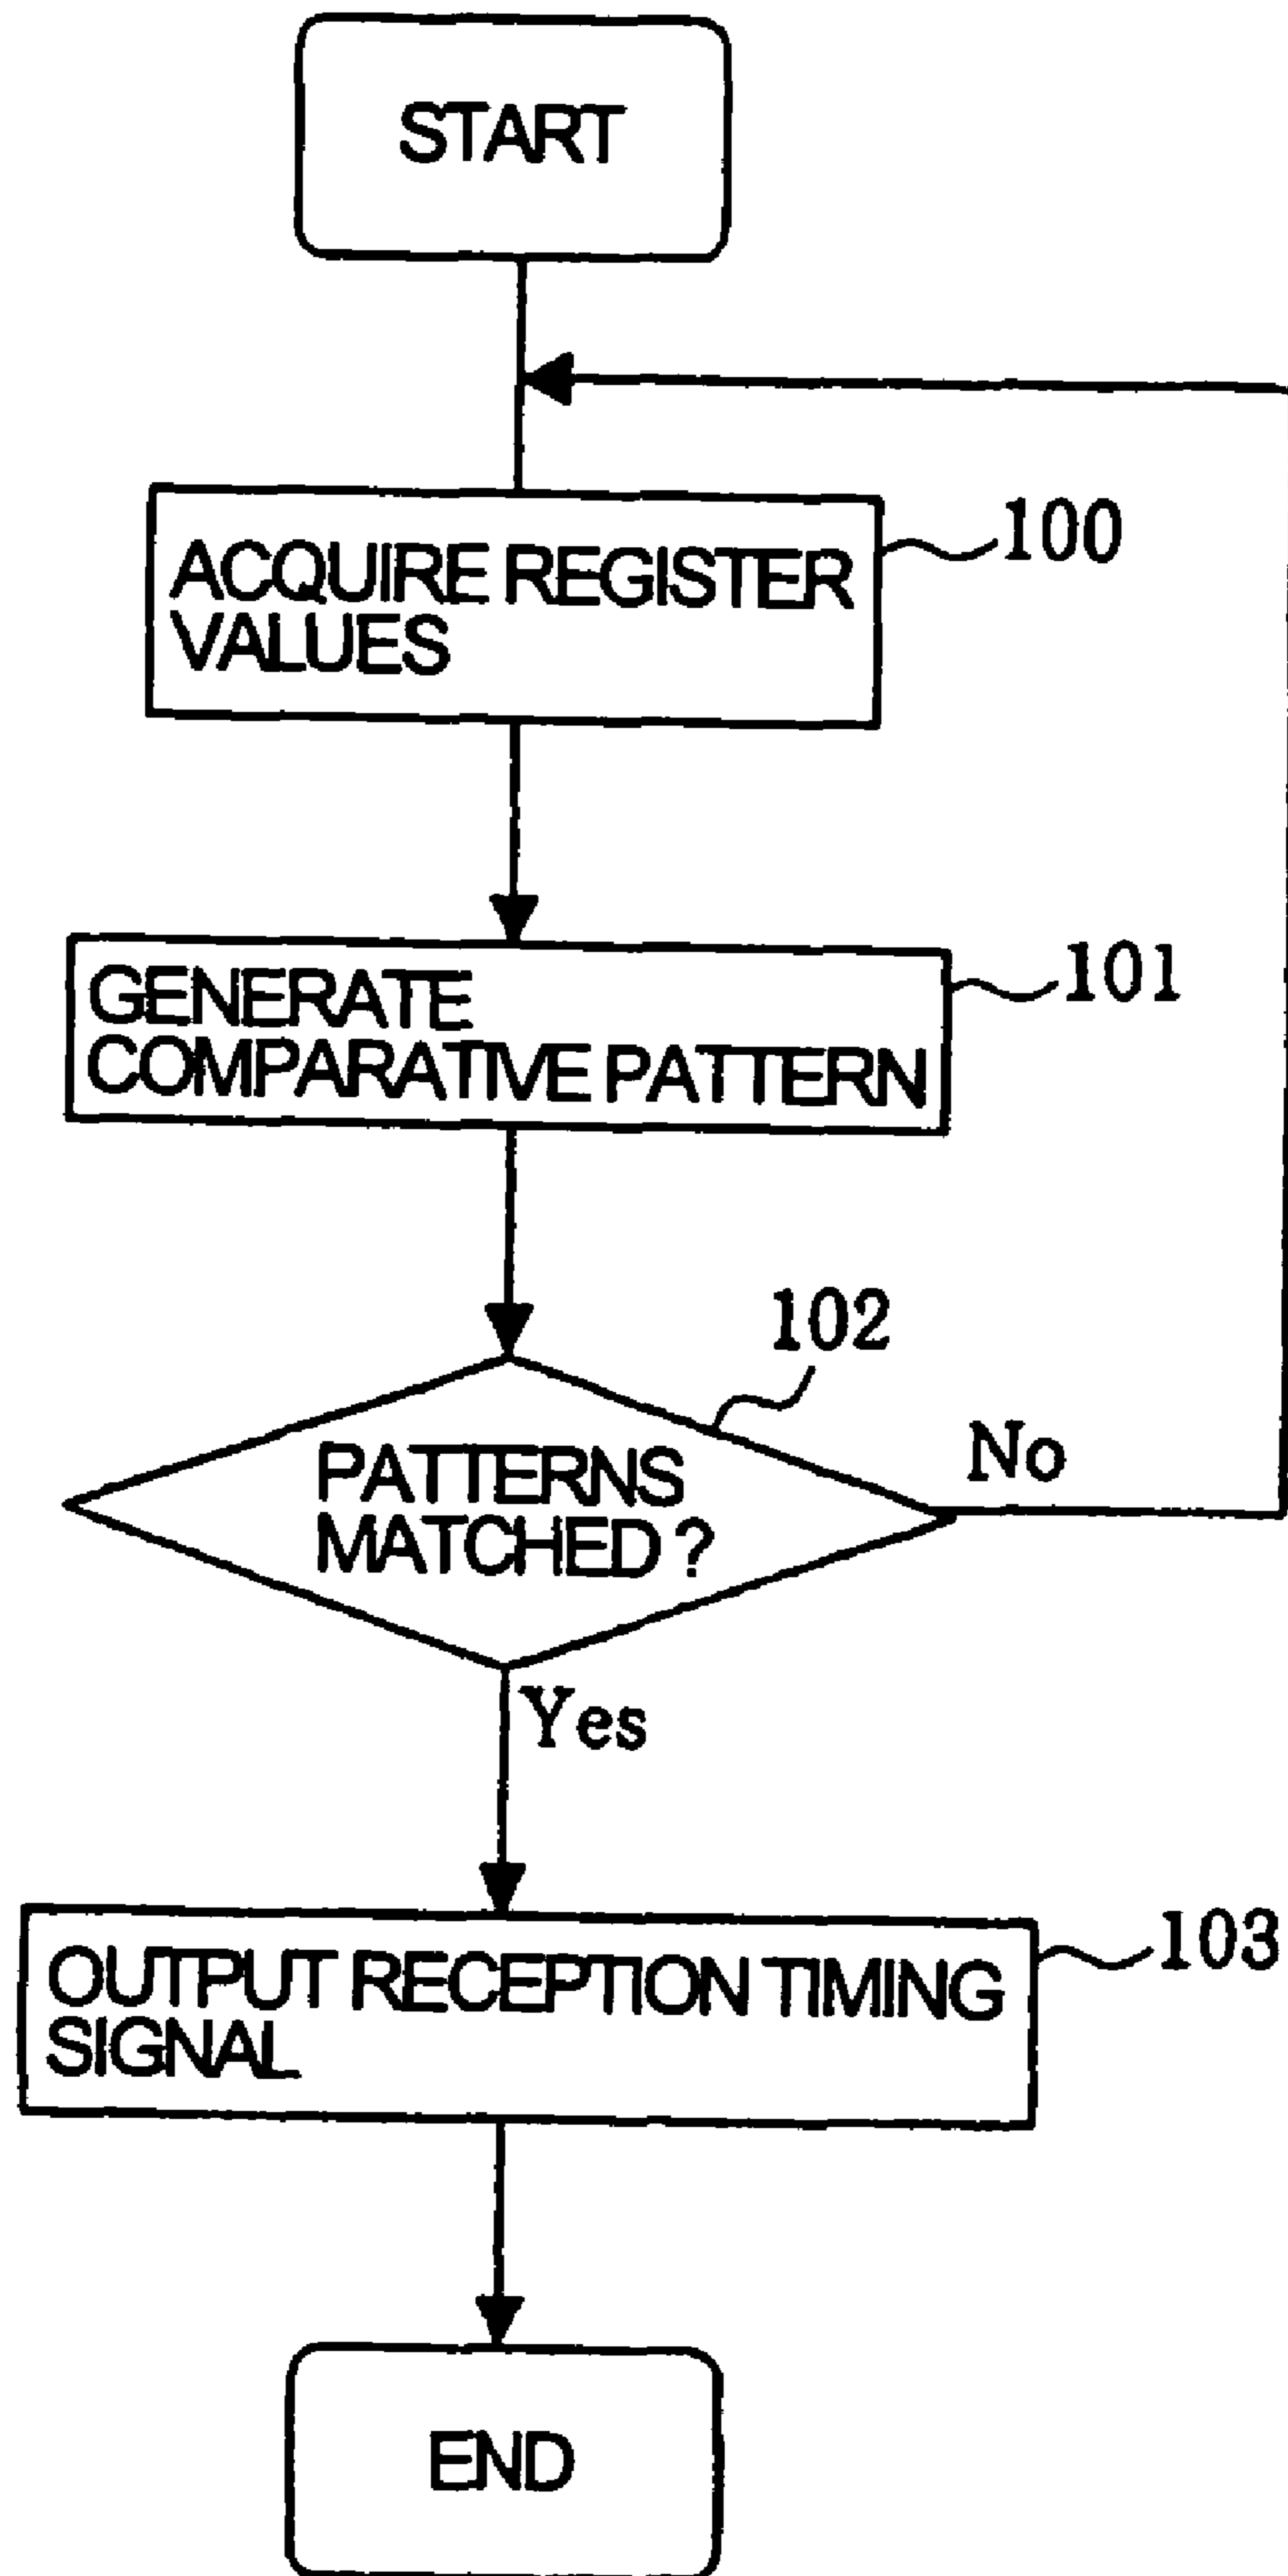 START
ACQUIRE REGISTER
VALUES
100
GENERATE
COMPARATIVE PATTERN
101
102
PATTERNS
MATCHED ?
No
Yes
OUTPUT RECEPTION TIMING
SIGNAL
103
END